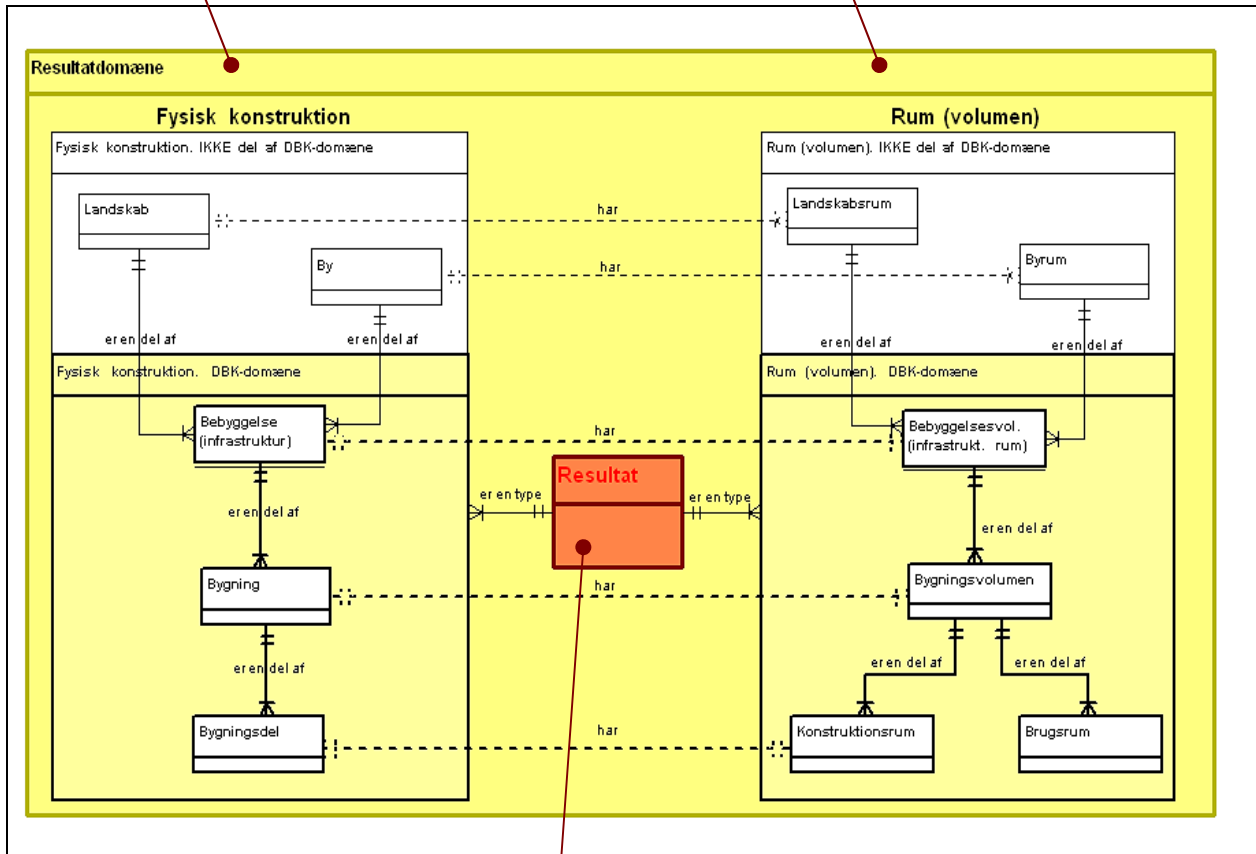 Resultatdomæne
Fysisk konstruktion
Rum (volumen)
Fysisk konstruktion. IKKE del af DBK-domæne
Rum (volumen). IKKE del af DBK-domæne
Landskab
har
Landskabsrum
By
har
Byrum
er en del af
er en del af
er en del af
er en del af
Fysisk konstruktion. DBK-domæne
Rum (volumen). DBK-domæne
Bebyggelse
(infrastruktur)
har
Bebyggelsesvol.
(infrastrukt. rum)
er en type
Resultat
er en type
er en del af
er en del af
Bygning
har
Bygningsvolumen
er en del af
er en del af
er en del af
Bygningsdel
har
Konstruktionsrum
Brugsrum